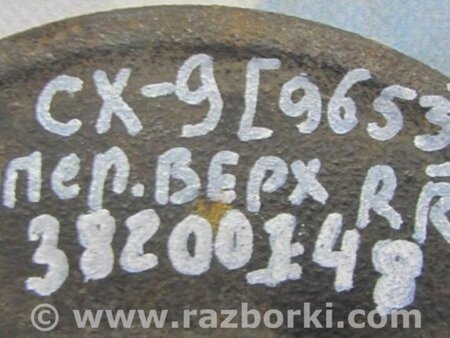 CX-9 [9653
пер. ВЕРХ R R
38200148
© www.razborki.com